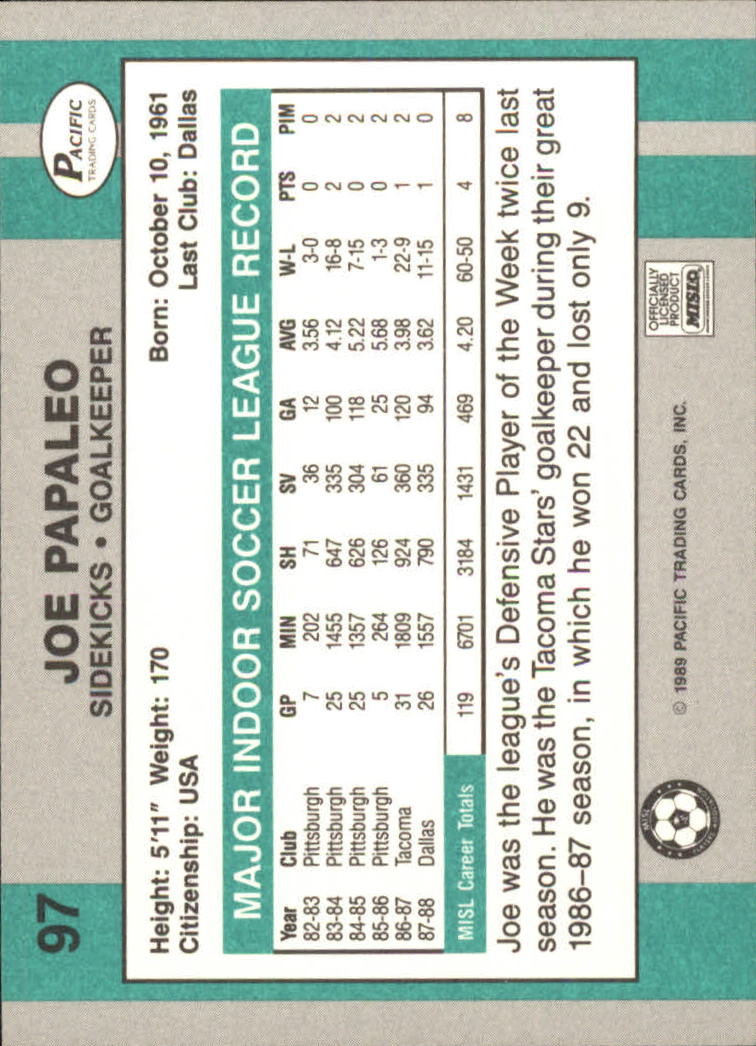 97
JOE PAPALEO
SIDEKICKS • GOALKEEPER
PACIFIC
TRADING CARDS
Height: 5'11" Weight: 170 Born: October 10, 1961
Citizenship: USA Last Club: Dallas
MAJOR INDOOR SOCCER LEAGUE RECORD
Year Club GP MIN SH SV GA AVG W-L PTS PIM
82-83 Pittsburgh 7 202 71 36 12 3.56 3-0 0 0
83-84 Pittsburgh 25 1455 647 335 100 4.12 16-8 2 2
84-85 Pittsburgh 25 1357 626 304 118 5.22 7-15 0 2
85-86 Pittsburgh 5 264 126 61 25 5.68 1-3 0 2
86-87 Tacoma 31 1809 924 360 120 3.98 22-9 1 2
87-88 Dallas 26 1557 790 335 94 3.62 11-15 1 0
MISL Career Totals 119 6701 3184 1431 469 4.20 60-50 4 8
Joe was the league's Defensive Player of the Week twice last
season. He was the Tacoma Stars' goalkeeper during their great
1986–87 season, in which he won 22 and lost only 9.
MISL
© 1989 PACIFIC TRADING CARDS, INC.
OFFICIALLY
LICENSED
PRODUCT
MISL